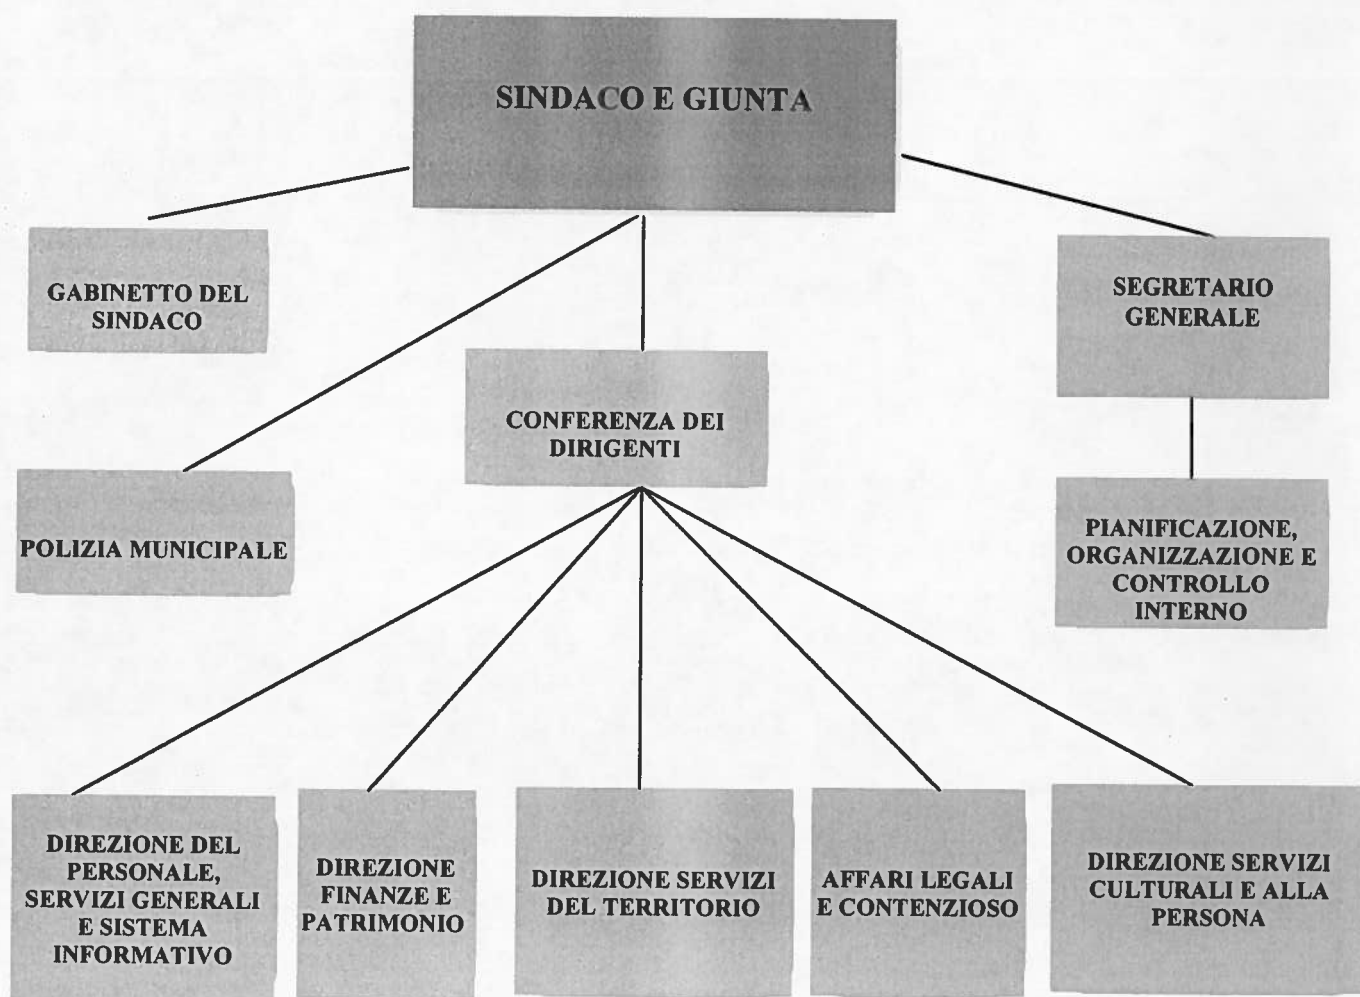 SINDACO E GIUNTA
GABINETTO DEL
SINDACO
SEGRETARIO
GENERALE
CONFERENZA DEI
DIRIGENTI
POLIZIA MUNICIPALE
PIANIFICAZIONE,
ORGANIZZAZIONE E
CONTROLLO
INTERNO
DIREZIONE DEL
PERSONALE,
SERVIZI GENERALI
E SISTEMA
INFORMATIVO
DIREZIONE
FINANZE E
PATRIMONIO
DIREZIONE SERVIZI
DEL TERRITORIO
AFFARI LEGALI
E CONTENZIOSO
DIREZIONE SERVIZI
CULTURALI E ALLA
PERSONA